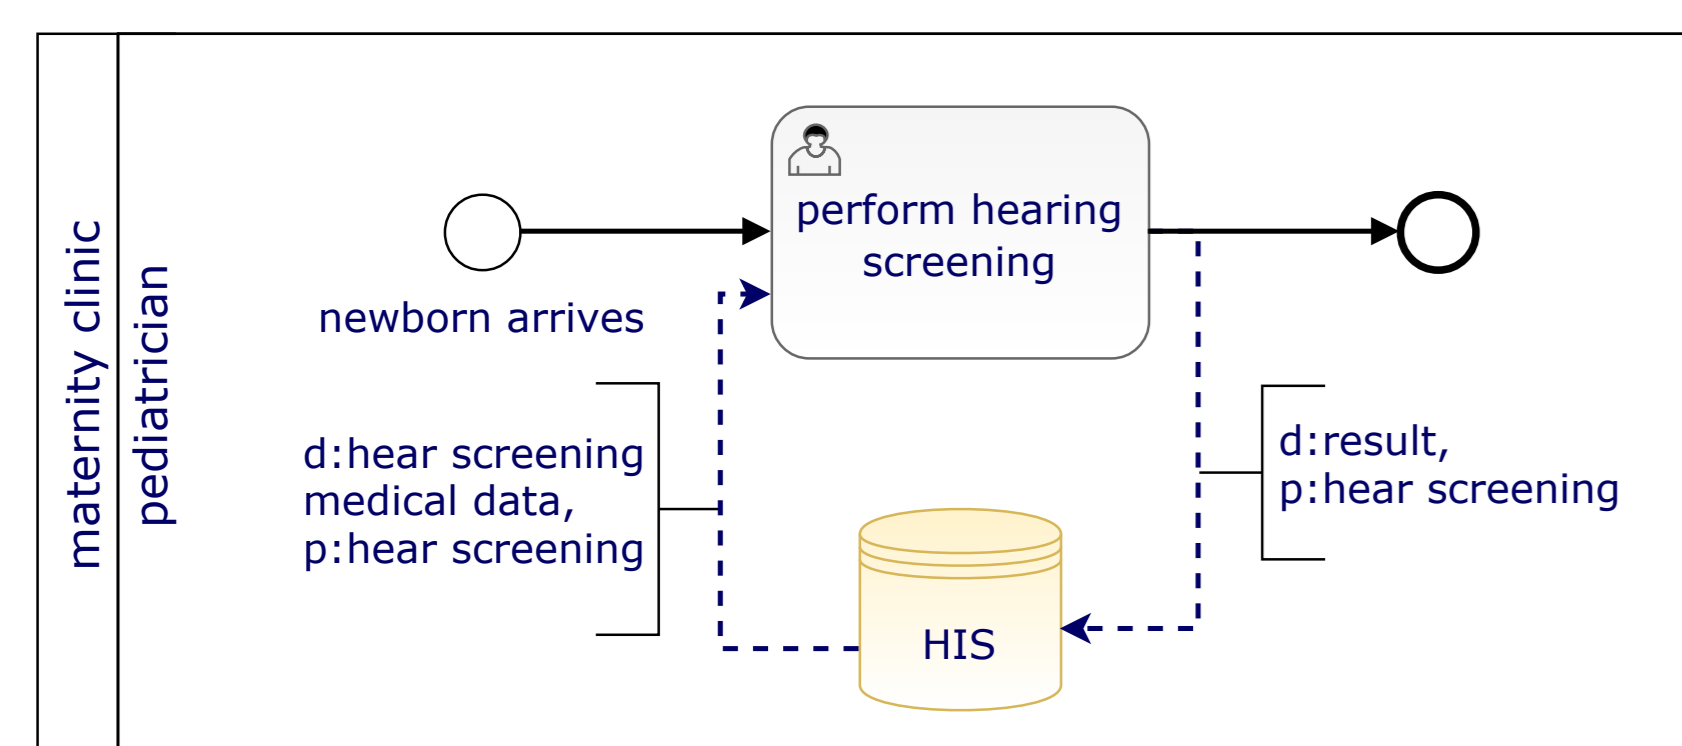 maternity clinic
pediatrician
newborn arrives
perform hearing
screening
d:hear screening
medical data,
p:hear screening
HIS
d:result,
p:hear screening